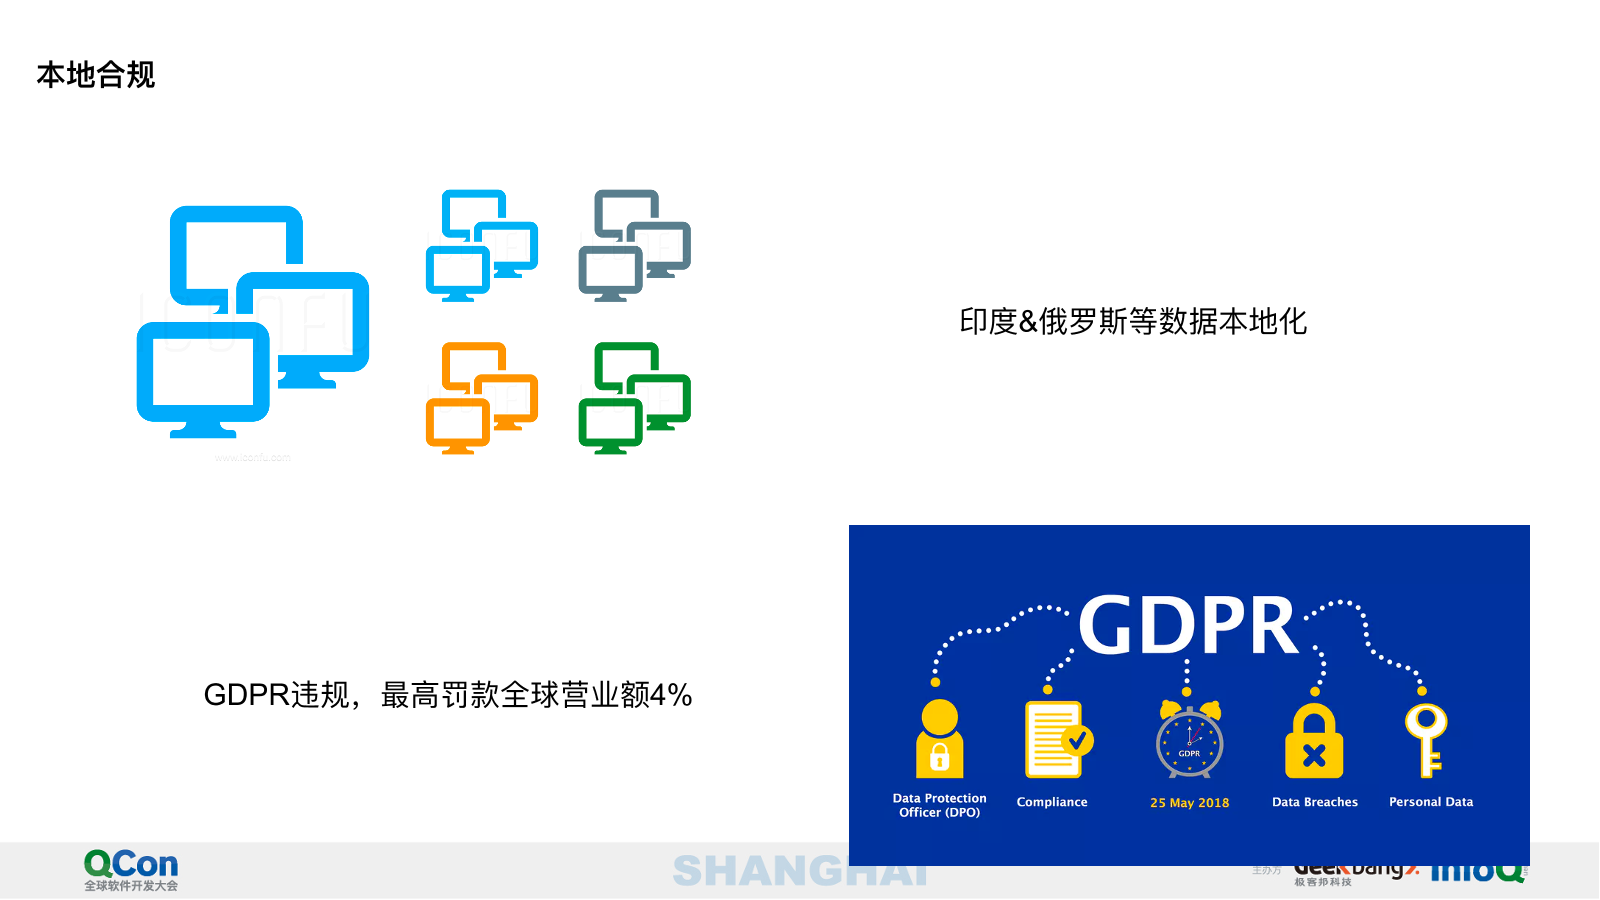 本地合规
www.iconfu.com
印度&俄罗斯等数据本地化
GDPR违规，最高罚款全球营业额4%
GDPR
GDPR
Data Protection
Officer (DPO)
Compliance
25 May 2018
Data Breaches
Personal Data
QCon
全球软件开发大会
SHANGHAI
主办方
Geekbang>.
极客邦科技
InfoQ